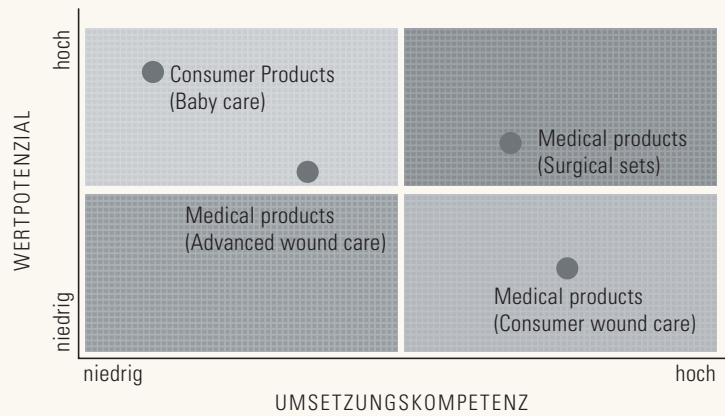 WERTPOTENZIAL
hoch
niedrig
Consumer Products
(Baby care)
Medical products
(Surgical sets)
Medical products
(Advanced wound care)
Medical products
(Consumer wound care)
niedrig
hoch
UMSETZUNGSKOMPETENZ